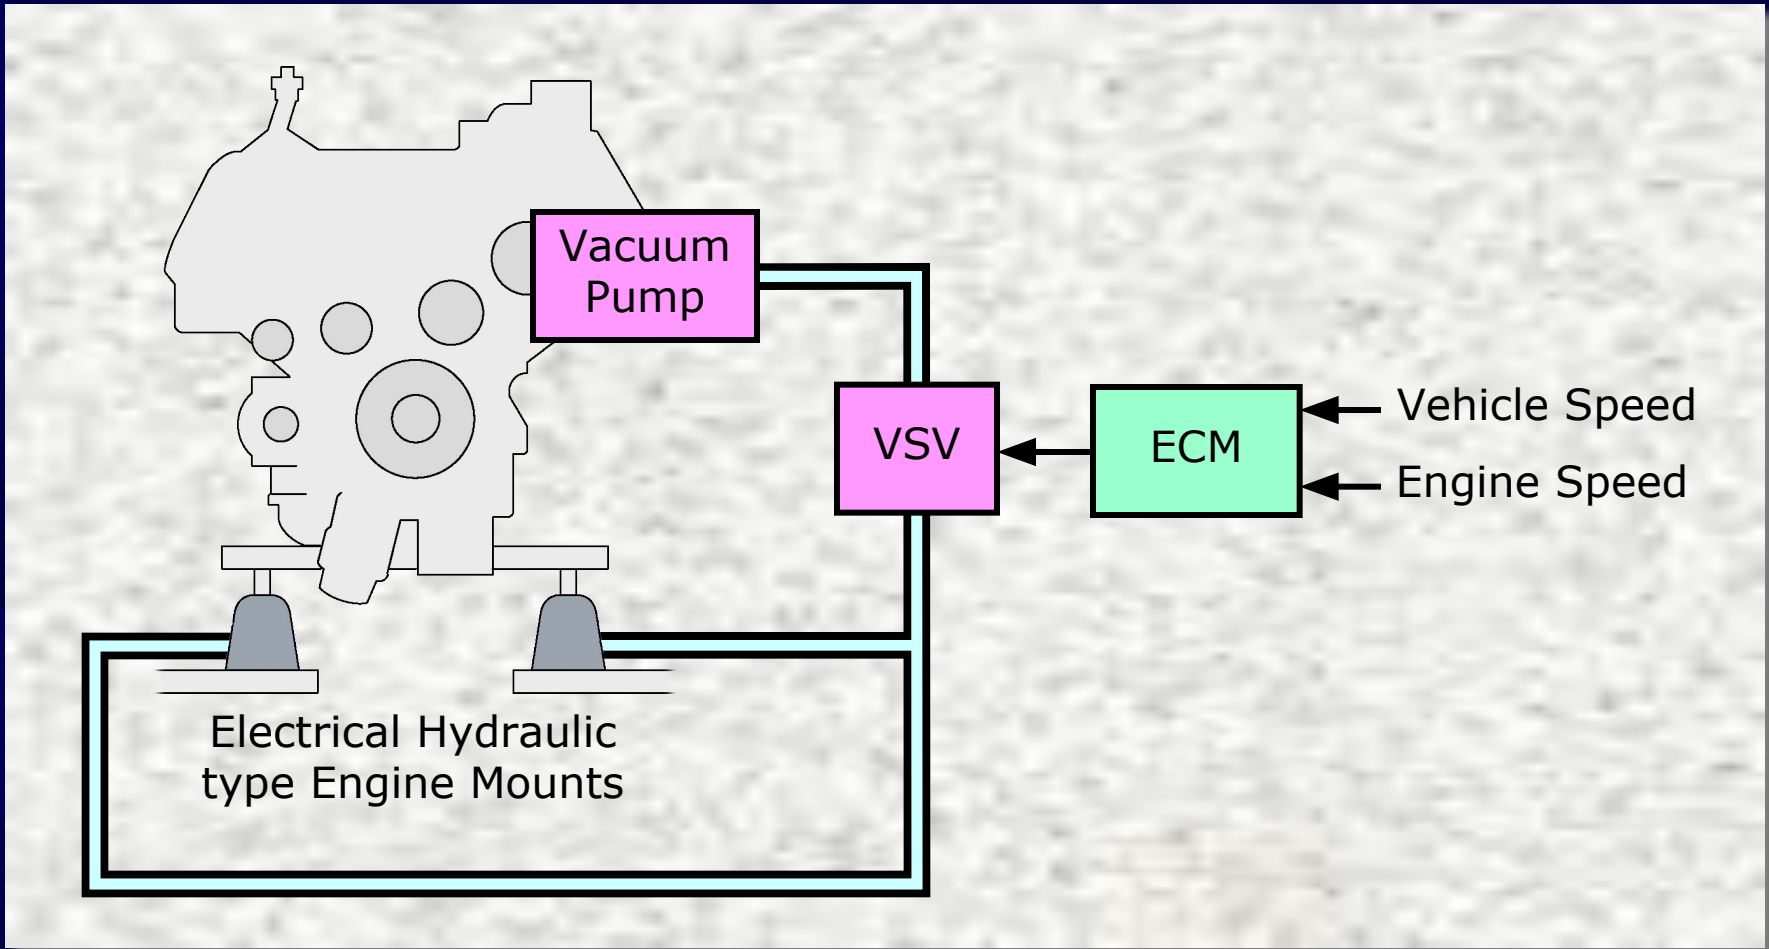 Vacuum
Pump
VSV
ECM
Vehicle Speed
Engine Speed
Electrical Hydraulic
type Engine Mounts